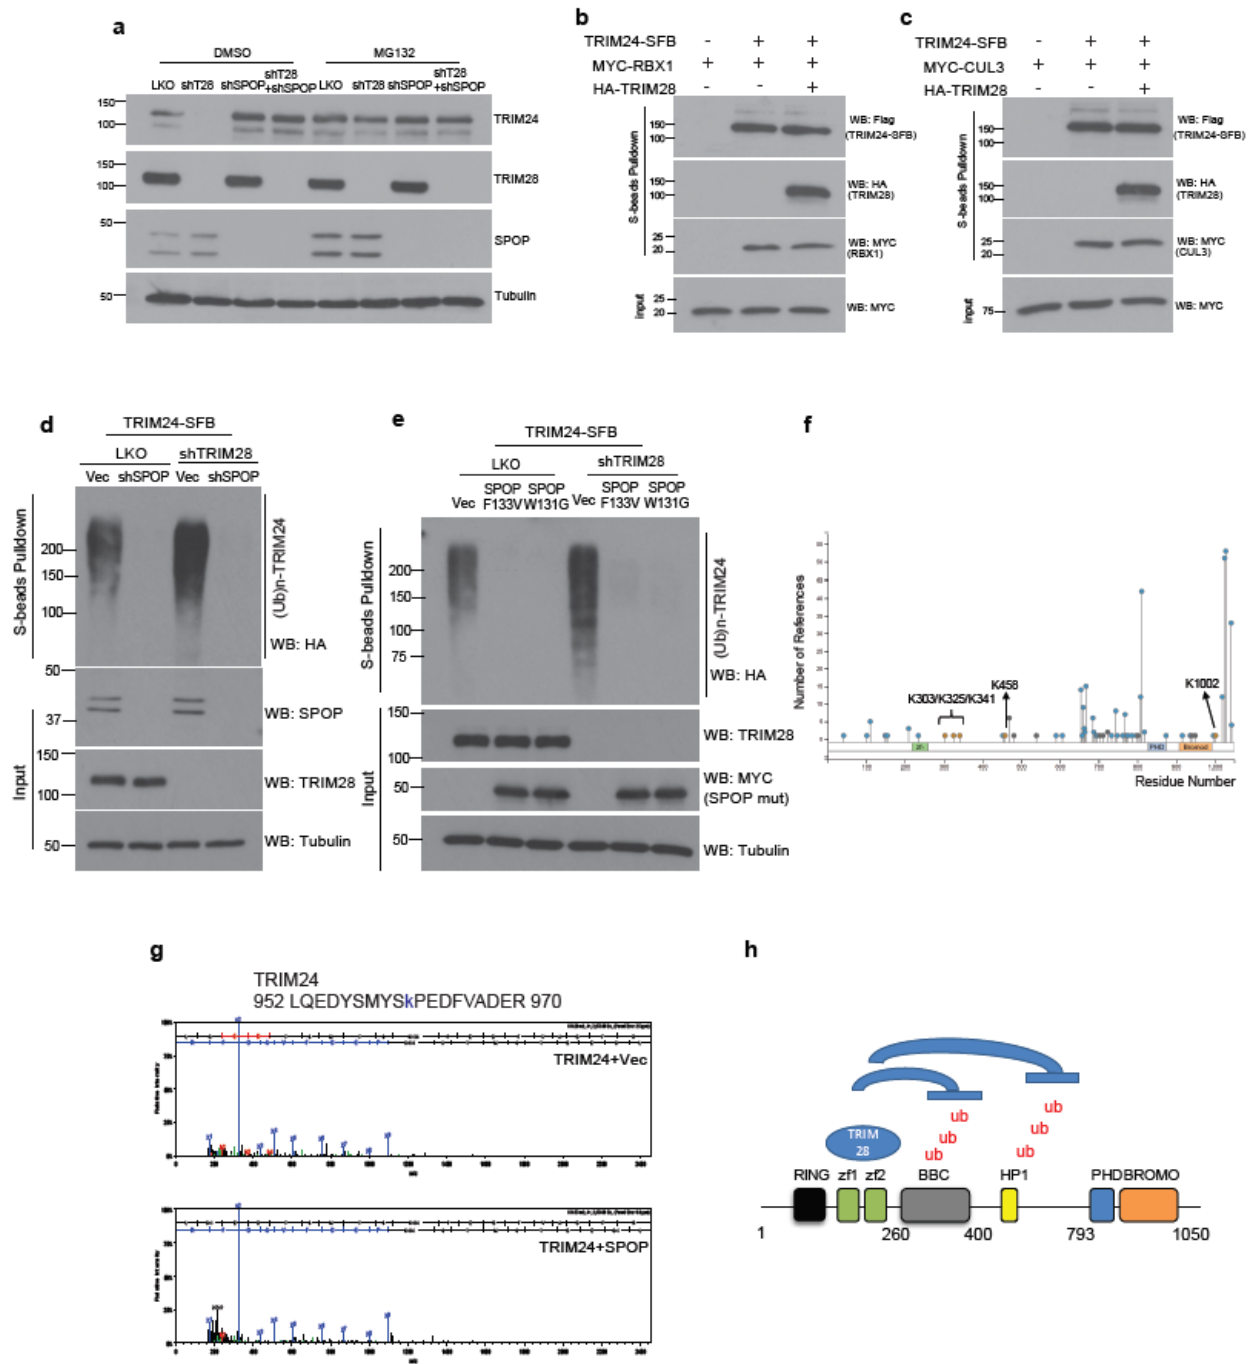 a
DMSO
MG132
LKO shT28 shSPOP shT28 +shSPOP LKO shT28 shSPOP shT28 +shSPOP
150
100
TRIM24
150
100
TRIM28
50
SPOP
50
Tubulin
b
TRIM24-SFB - + +
MYC-RBX1 + + +
HA-TRIM28 - - +
S-beads Pulldown
150
100
WB: Flag
(TRIM24-SFB)
150
100
WB: HA
(TRIM28)
25
20
WB: MYC
(RBX1)
input
25
20
WB: MYC
c
TRIM24-SFB - + +
MYC-CUL3 + + +
HA-TRIM28 - - +
S-beads Pulldown
150
100
WB: Flag
(TRIM24-SFB)
150
100
WB: HA
(TRIM28)
25
20
WB: MYC
(CUL3)
input
75
WB: MYC
d
TRIM24-SFB
LKO shTRIM28
Vec shSPOP Vec shSPOP
S-beads Pulldown
200
150
100
(Ub)n-TRIM24
WB: HA
50
37
WB: SPOP
Input
150
100
WB: TRIM28
50
WB: Tubulin
e
TRIM24-SFB
LKO shTRIM28
Vec SPOP F133V SPOP W131G Vec SPOP F133V SPOP W131G
S-beads Pulldown
200
150
100
75
(Ub)n-TRIM24
WB: HA
Input
150
100
WB: TRIM28
50
WB: MYC
(SPOP mut)
50
WB: Tubulin
f
Number of References
K303/K325/K341
K458
K1002
PHD
Bromod
Residue Number
g
TRIM24
952 LQEDYSMYSkPEDFVADER 970
TRIM24+Vec
TRIM24+SPOP
h
ub
ub
ub
ub
ub
ub
TRIM
28
RING zf1 zf2 BBC HP1 PHD BROMO
1 260 400 793 1050